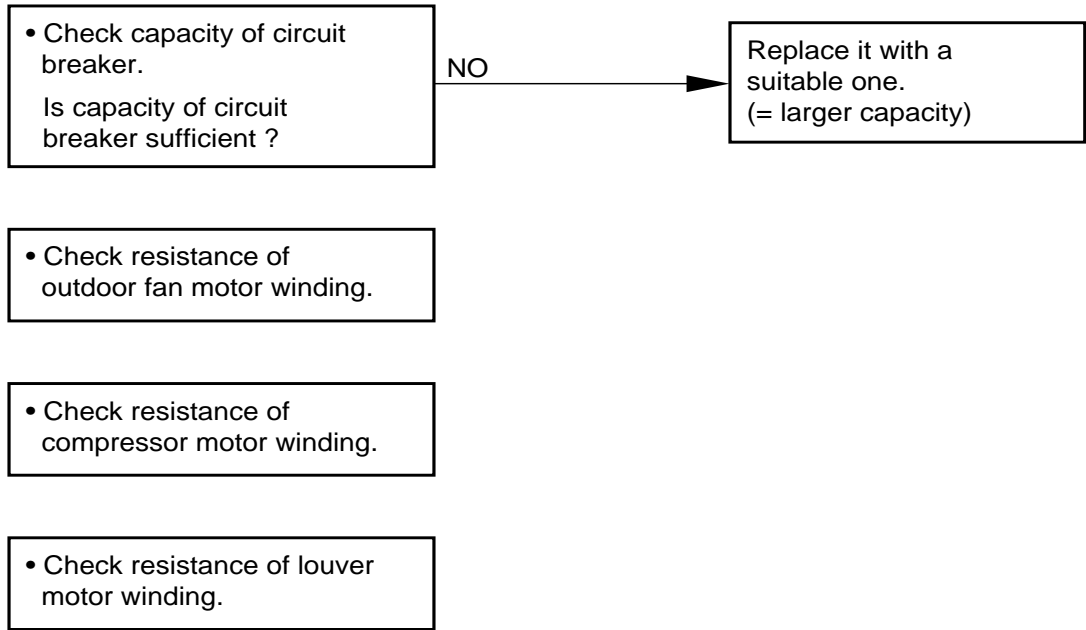 • Check capacity of circuit
breaker.
Is capacity of circuit
breaker sufficient ?
NO
Replace it with a
suitable one.
(= larger capacity)
• Check resistance of
outdoor fan motor winding.
• Check resistance of
compressor motor winding.
• Check resistance of louver
motor winding.